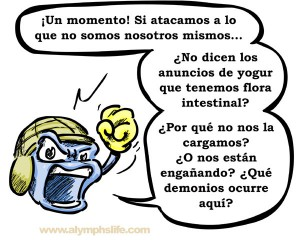 ¡Un momento! Si atacamos a lo
que no somos nosotros mismos...
¿No dicen los
anuncios de yogur
que tenemos flora
intestinal?
¿Por qué no nos la
cargamos?
¿O nos están
engañando? ¿Qué
demonios ocurre
aquí?
www.alymphslife.com